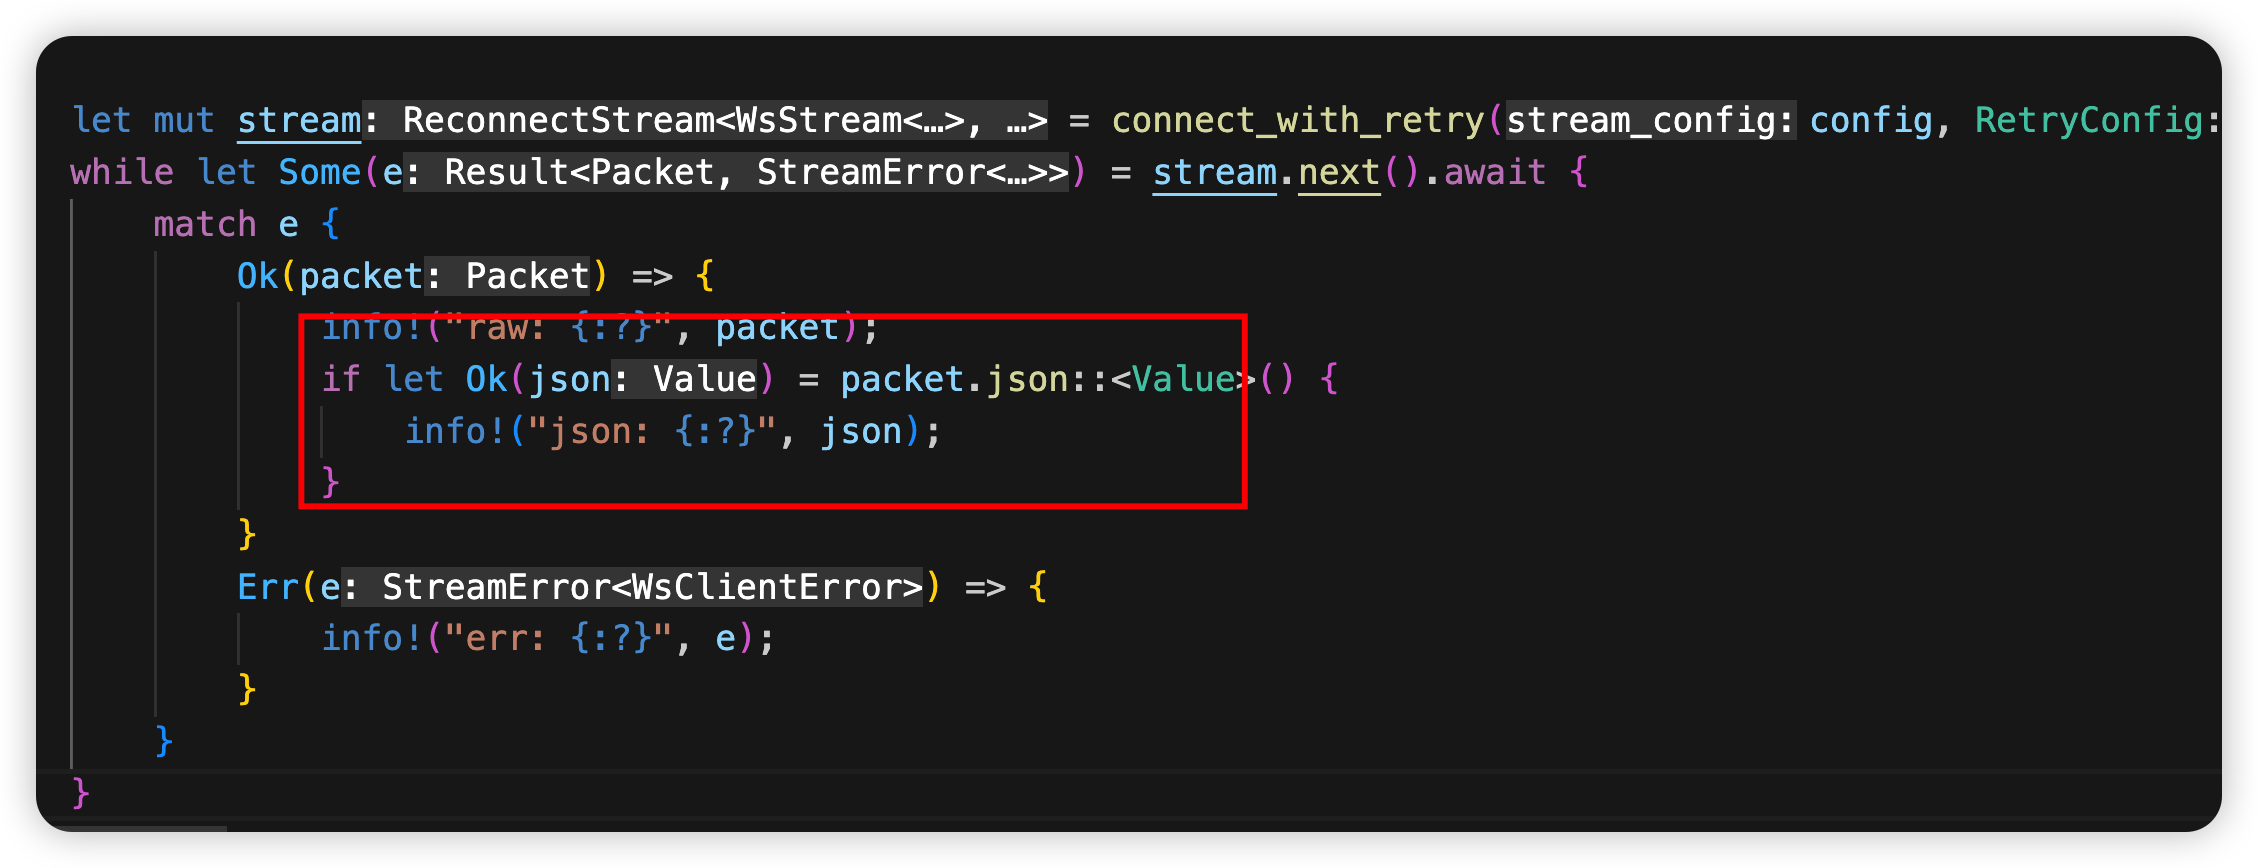 let mut stream: ReconnectStream<WsStream<…>, …> = connect_with_retry(stream_config: config, RetryConfig:
while let Some(e: Result<Packet, StreamError<…>>) = stream.next().await {
match e {
Ok(packet: Packet) => {
info!("raw: {:?}", packet);
if let Ok(json: Value) = packet.json::<Value>() {
info!("json: {:?}", json);
}
}
Err(e: StreamError<WsClientError>) => {
info!("err: {:?}", e);
}
}
}